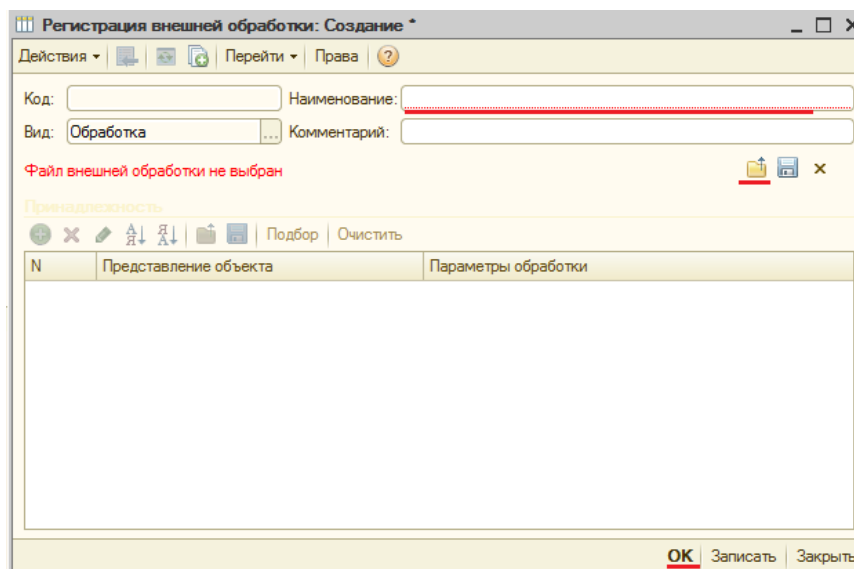 Регистрация внешней обработки: Создание *
Действия Перейти Права ?
Код: Наименование:
Вид: Обработка ... Комментарий:
Файл внешней обработки не выбран
Принадлежность
Подбор Очистить
N Представление объекта Параметры обработки
ОК Записать Закрыть